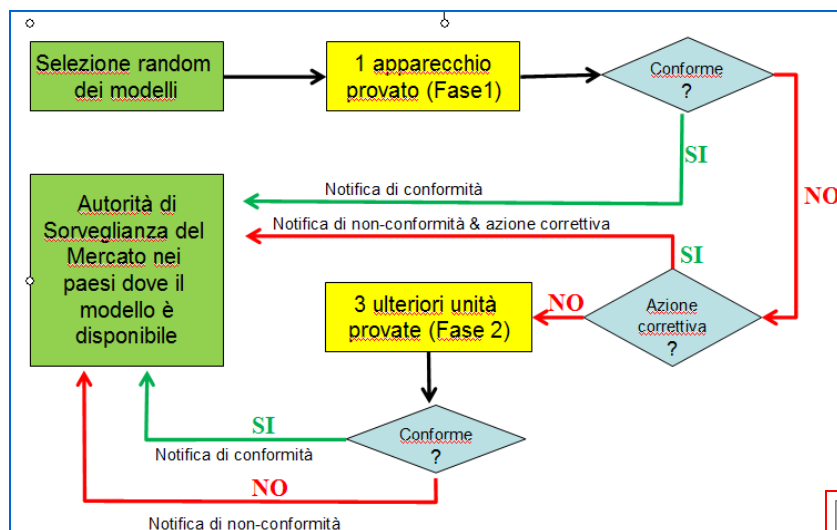 Selezione random
dei modelli
1 apparecchio
provato (Fase1)
Conforme
?
SI
NO
Notifica di conformità
Notifica di non-conformità & azione correttiva
Autorità di
Sorveglianza del
Mercato nei
paesi dove il
modello è
disponibile
SI
3 ulteriori unità
provate (Fase 2)
NO
Azione
correttiva
?
SI
Notifica di conformità
Conforme
?
NO
Notifica di non-conformità